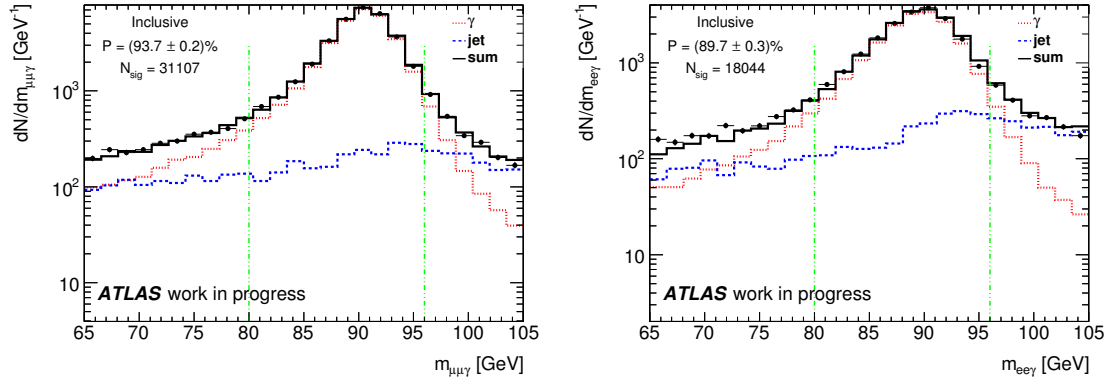 dN/dm_μμγ [GeV⁻¹]
10³
10²
10
Inclusive
P = (93.7 ± 0.2)%
N_sig = 31107
γ
jet
sum
ATLAS work in progress
65 70 75 80 85 90 95 100 105
m_μμγ [GeV]
dN/dm_eeγ [GeV⁻¹]
10³
10²
10
Inclusive
P = (89.7 ± 0.3)%
N_sig = 18044
γ
jet
sum
ATLAS work in progress
65 70 75 80 85 90 95 100 105
m_eeγ [GeV]